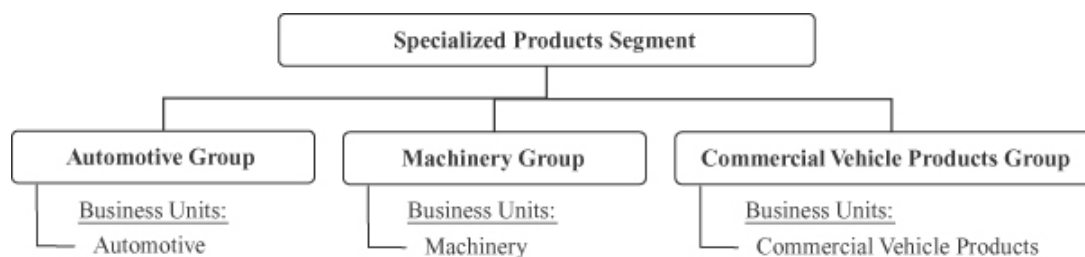 Specialized Products Segment
Automotive Group
Machinery Group
Commercial Vehicle Products Group
Business Units:
Business Units:
Business Units:
Automotive
Machinery
Commercial Vehicle Products